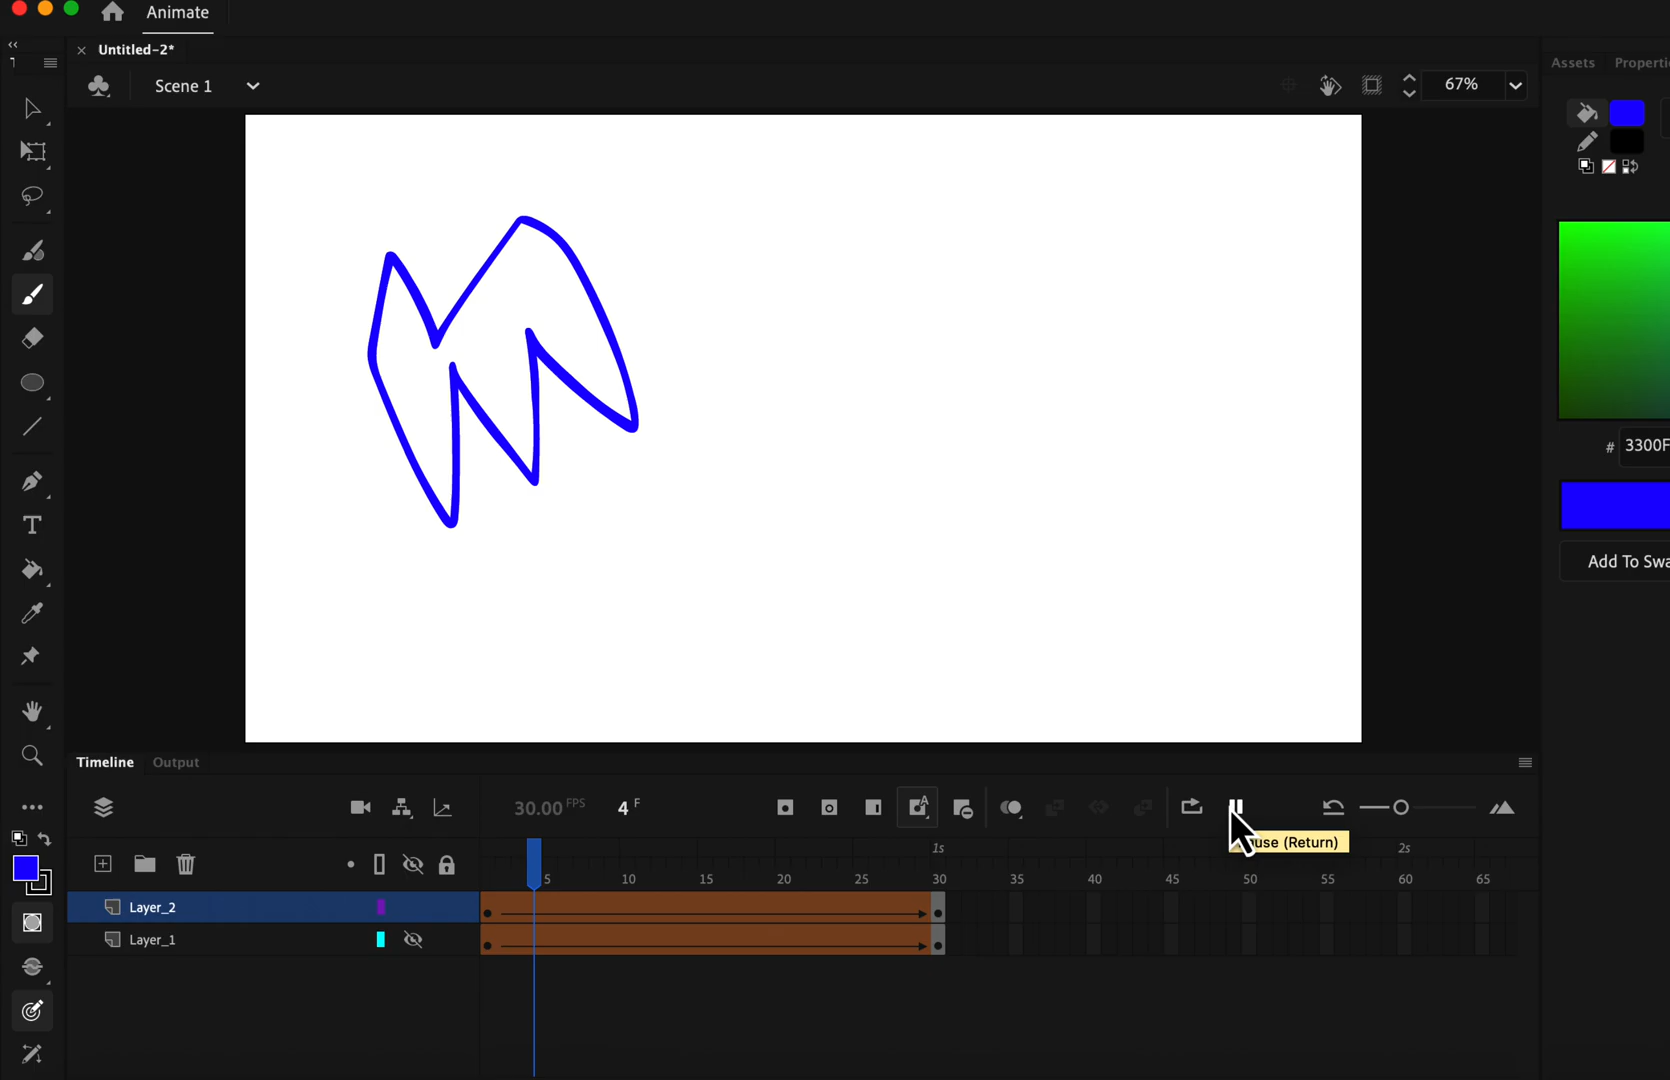 Animate
Untitled-2*
Scene 1
67%
Assets
Properti
# 3300F
Add To Swa
Timeline
Output
30.00 FPS
4 F
use (Return)
1s
2s
5 10 15 20 25 30 35 40 45 50 55 60 65
Layer_2
Layer_1